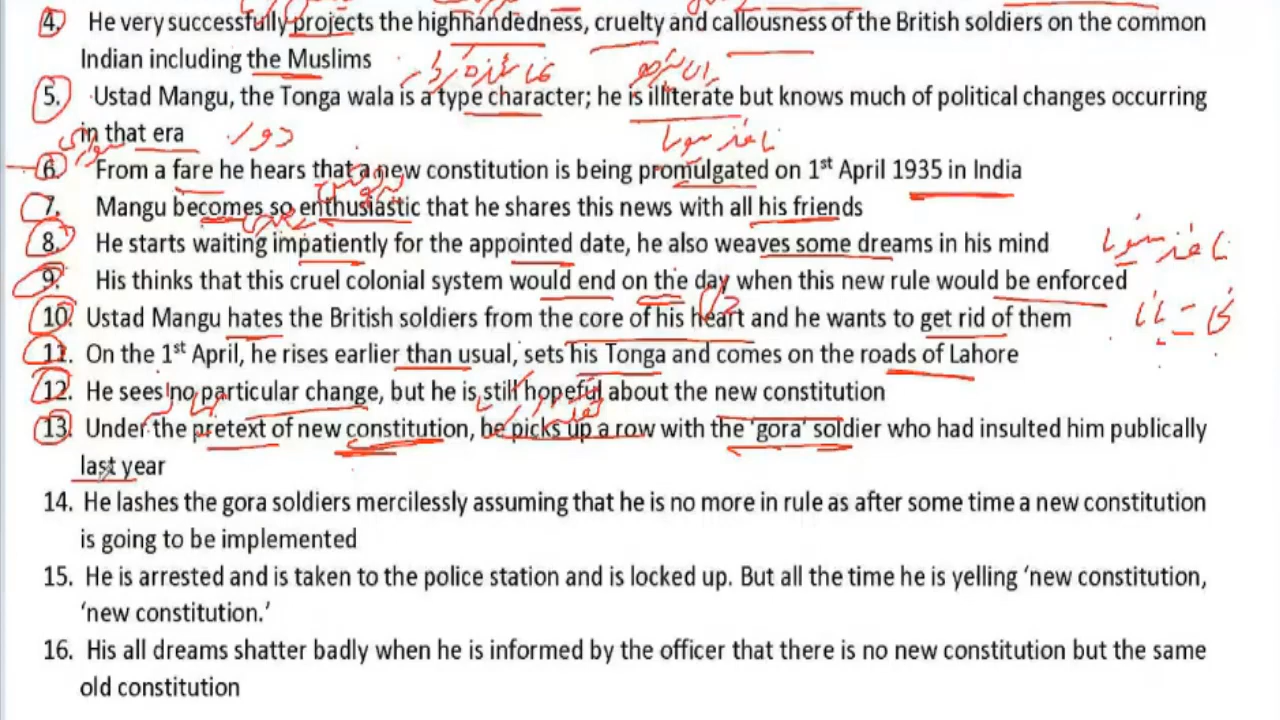 4. He very successfully projects the highhandedness, cruelty and callousness of the British soldiers on the common
Indian including the Muslims
5. Ustad Mangu, the Tonga wala is a type character; he is illiterate but knows much of political changes occurring
in that era
دور
سواری
نافذ ہونا
6. From a fare he hears that a new constitution is being promulgated on 1st April 1935 in India
7. Mangu becomes so enthusiastic that he shares this news with all his friends
8. He starts waiting impatiently for the appointed date, he also weaves some dreams in his mind
نافذ ہونا
9. His thinks that this cruel colonial system would end on the day when this new rule would be enforced
10. Ustad Mangu hates the British soldiers from the core of his heart and he wants to get rid of them
11. On the 1st April, he rises earlier than usual, sets his Tonga and comes on the roads of Lahore
12. He sees no particular change, but he is still hopeful about the new constitution
13. Under the pretext of new constitution, he picks up a row with the 'gora' soldier who had insulted him publically
last year
14. He lashes the gora soldiers mercilessly assuming that he is no more in rule as after some time a new constitution
is going to be implemented
15. He is arrested and is taken to the police station and is locked up. But all the time he is yelling 'new constitution,
'new constitution.'
16. His all dreams shatter badly when he is informed by the officer that there is no new constitution but the same
old constitution